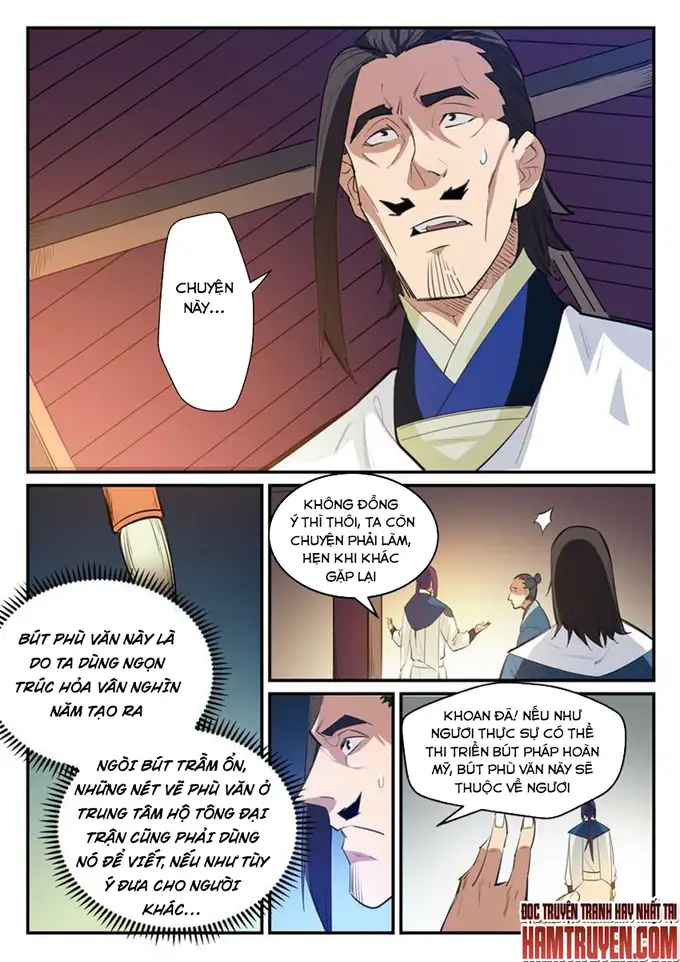 CHUYỆN
NÀY...
KHÔNG ĐỒNG
Ý THÌ THÔI, TA CÒN
CHUYỆN PHẢI LÀM,
HẸN KHI KHÁC
GẶP LẠI
BÚT PHÙ VĂN NÀY LÀ
DO TA DÙNG NGỌN
TRÚC HỎA VÂN NGHÌN
NĂM TẠO RA
NGÒI BÚT TRẦM ỔN,
NHỮNG NÉT VẼ PHÙ VĂN Ở
TRUNG TÂM HỘ TÔNG ĐẠI
TRẬN CŨNG PHẢI DÙNG
NÓ ĐỂ VIẾT, NẾU NHƯ TÙY
Ý ĐƯA CHO NGƯỜI
KHÁC...
KHOAN ĐÃ! NẾU NHƯ
NGƯƠI THỰC SỰ CÓ THỂ
THI TRIỂN BÚT PHÁP HOÀN
MỸ, BÚT PHÙ VĂN NÀY SẼ
THUỘC VỀ NGƯƠI
ĐỌC TRUYỆN TRANH HAY NHẤT TẠI
HAMTRUYEN.COM